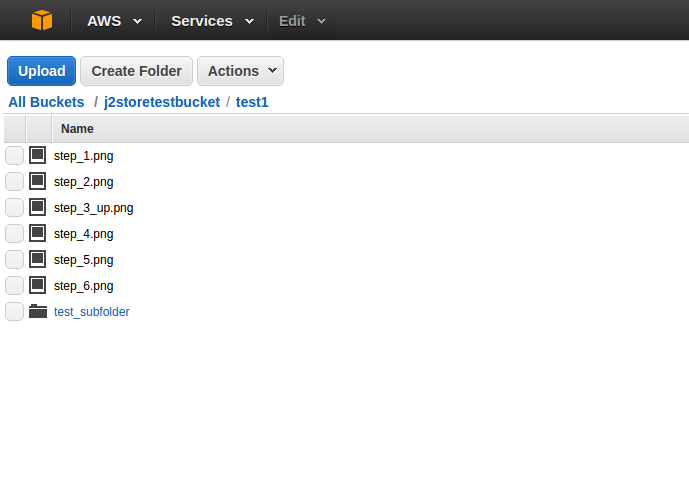 AWS Services Edit
Upload Create Folder Actions
All Buckets / j2storetestbucket / test1
Name
step_1.png
step_2.png
step_3_up.png
step_4.png
step_5.png
step_6.png
test_subfolder